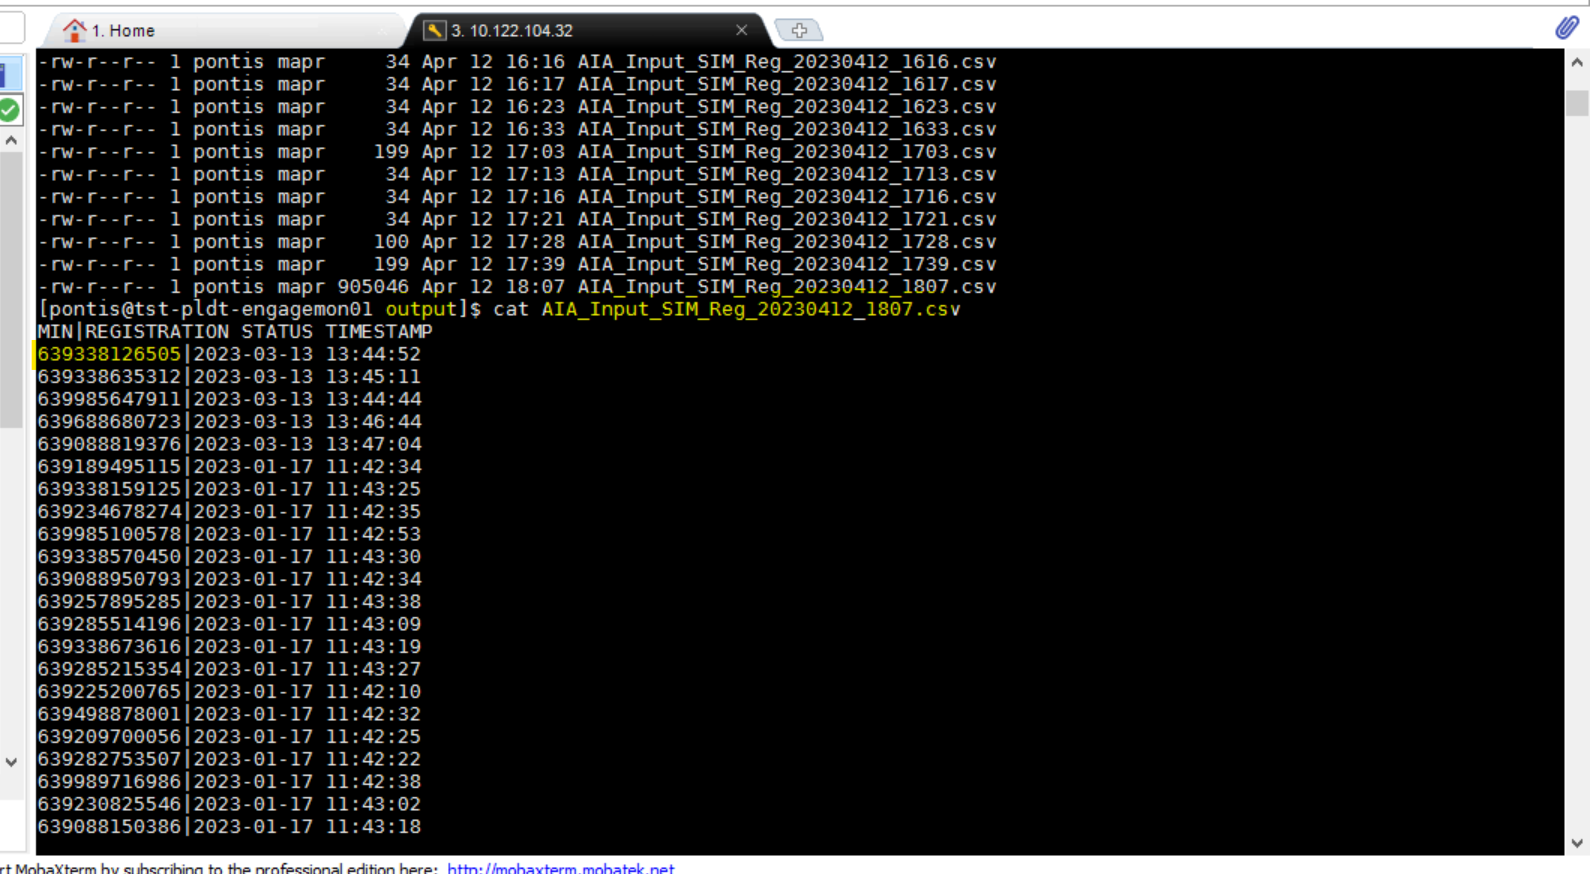 1. Home
3. 10.122.104.32
-rw-r--r-- 1 pontis mapr     34 Apr 12 16:16 AIA_Input_SIM_Reg_20230412_1616.csv
-rw-r--r-- 1 pontis mapr     34 Apr 12 16:17 AIA_Input_SIM_Reg_20230412_1617.csv
-rw-r--r-- 1 pontis mapr     34 Apr 12 16:23 AIA_Input_SIM_Reg_20230412_1623.csv
-rw-r--r-- 1 pontis mapr     34 Apr 12 16:33 AIA_Input_SIM_Reg_20230412_1633.csv
-rw-r--r-- 1 pontis mapr    199 Apr 12 17:03 AIA_Input_SIM_Reg_20230412_1703.csv
-rw-r--r-- 1 pontis mapr     34 Apr 12 17:13 AIA_Input_SIM_Reg_20230412_1713.csv
-rw-r--r-- 1 pontis mapr     34 Apr 12 17:16 AIA_Input_SIM_Reg_20230412_1716.csv
-rw-r--r-- 1 pontis mapr     34 Apr 12 17:21 AIA_Input_SIM_Reg_20230412_1721.csv
-rw-r--r-- 1 pontis mapr    100 Apr 12 17:28 AIA_Input_SIM_Reg_20230412_1728.csv
-rw-r--r-- 1 pontis mapr    199 Apr 12 17:39 AIA_Input_SIM_Reg_20230412_1739.csv
-rw-r--r-- 1 pontis mapr 905046 Apr 12 18:07 AIA_Input_SIM_Reg_20230412_1807.csv
[pontis@tst-pldt-engagemon01 output]$ cat AIA_Input_SIM_Reg_20230412_1807.csv
MIN|REGISTRATION STATUS TIMESTAMP
639338126505|2023-03-13 13:44:52
639338635312|2023-03-13 13:45:11
639985647911|2023-03-13 13:44:44
639688680723|2023-03-13 13:46:44
639088819376|2023-03-13 13:47:04
639189495115|2023-01-17 11:42:34
639338159125|2023-01-17 11:43:25
639234678274|2023-01-17 11:42:35
639985100578|2023-01-17 11:42:53
639338570450|2023-01-17 11:43:30
639088950793|2023-01-17 11:42:34
639257895285|2023-01-17 11:43:38
639285514196|2023-01-17 11:43:09
639338673616|2023-01-17 11:43:19
639285215354|2023-01-17 11:43:27
639225200765|2023-01-17 11:42:10
639498878001|2023-01-17 11:42:32
639209700056|2023-01-17 11:42:25
639282753507|2023-01-17 11:42:22
639989716986|2023-01-17 11:42:38
639230825546|2023-01-17 11:43:02
639088150386|2023-01-17 11:43:18
rt MobaXterm by subscribing to the professional edition here: http://mobaxterm.mobatek.net